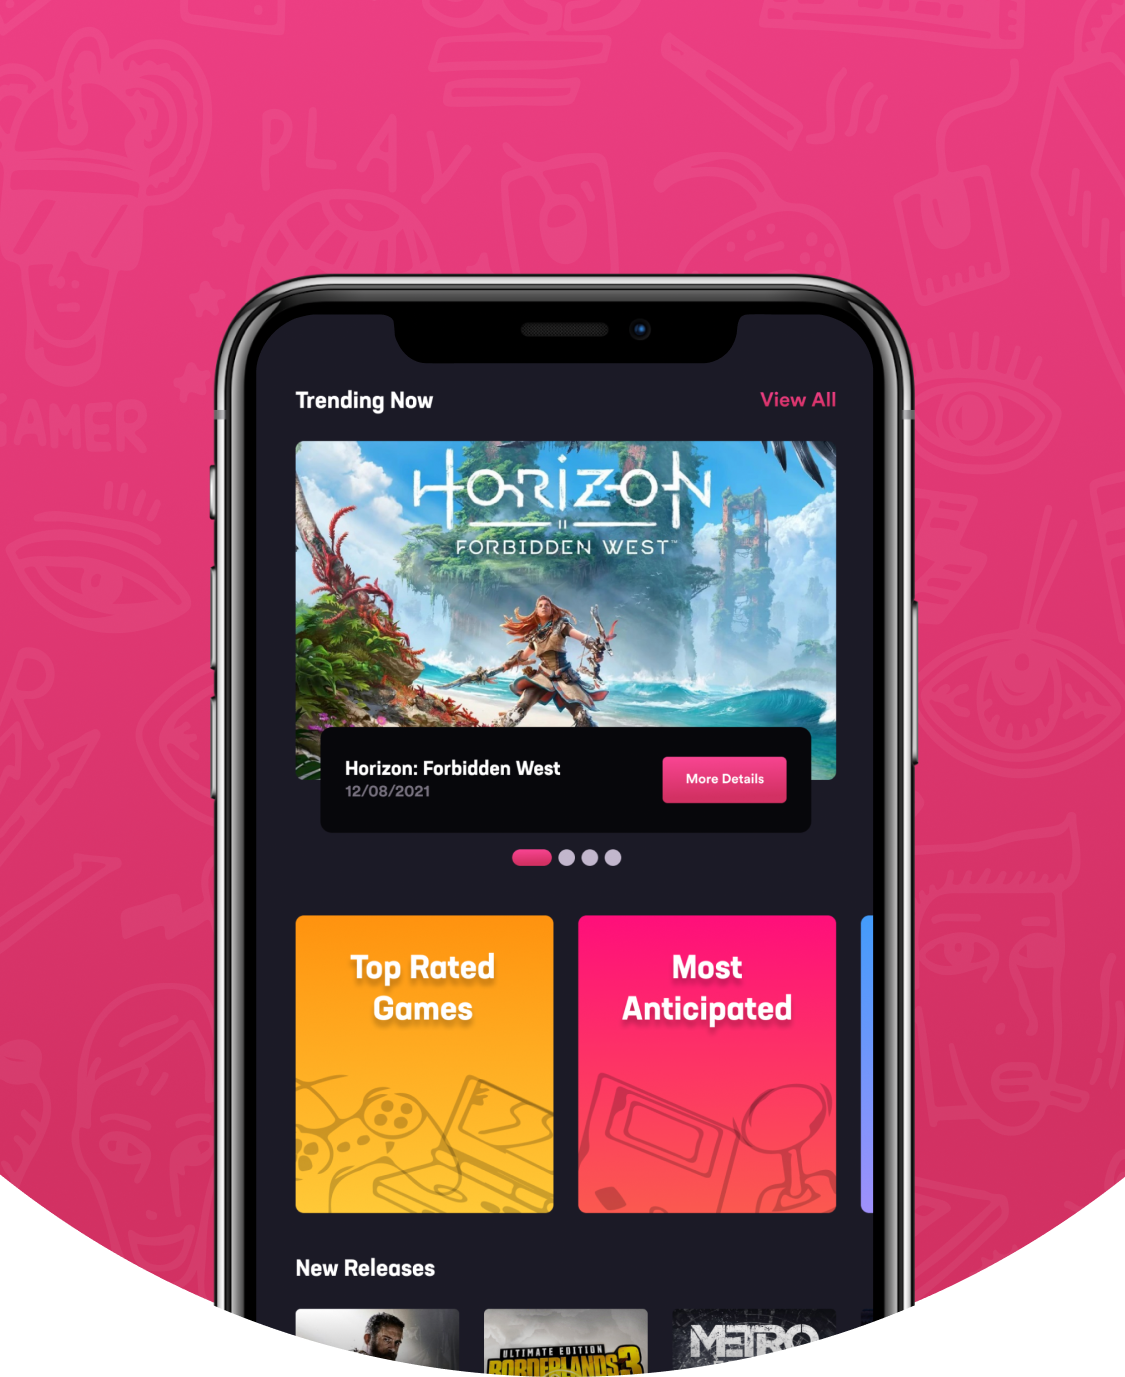 PLAY
GAMER
Trending Now
View All
HORIZON
FORBIDDEN WEST™
Horizon: Forbidden West
12/08/2021
More Details
Top Rated
Games
Most
Anticipated
New Releases
ULTIMATE EDITION
BORDERLANDS 3
METRO